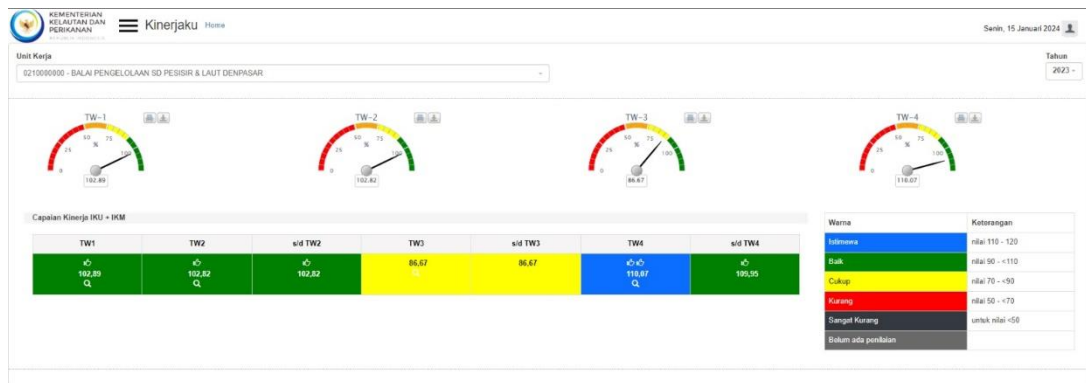 KEMENTERIAN
KELAUTAN DAN
PERIKANAN
Kinerjaku Home
Senin, 15 Januari 2024
Unit Kerja
Tahun
0210000000 - BALAI PENGELOLAAN SD PESISIR & LAUT DENPASAR
2023
TW-1
0 25 50 75 100
%
102.89
TW-2
0 25 50 75 100
%
102.82
TW-3
0 25 50 75 100
%
86.67
TW-4
0 25 50 75 100
%
110.07
Capaian Kinerja IKU + IKM
TW1 TW2 s/d TW2 TW3 s/d TW3 TW4 s/d TW4
102,89 102,82 102,82 86,67 86,67 110,07 109,95
Warna Keterangan
Istimewa nilai 110 - 120
Baik nilai 90 - <110
Cukup nilai 70 - <90
Kurang nilai 50 - <70
Sangat Kurang untuk nilai <50
Belum ada penilaian